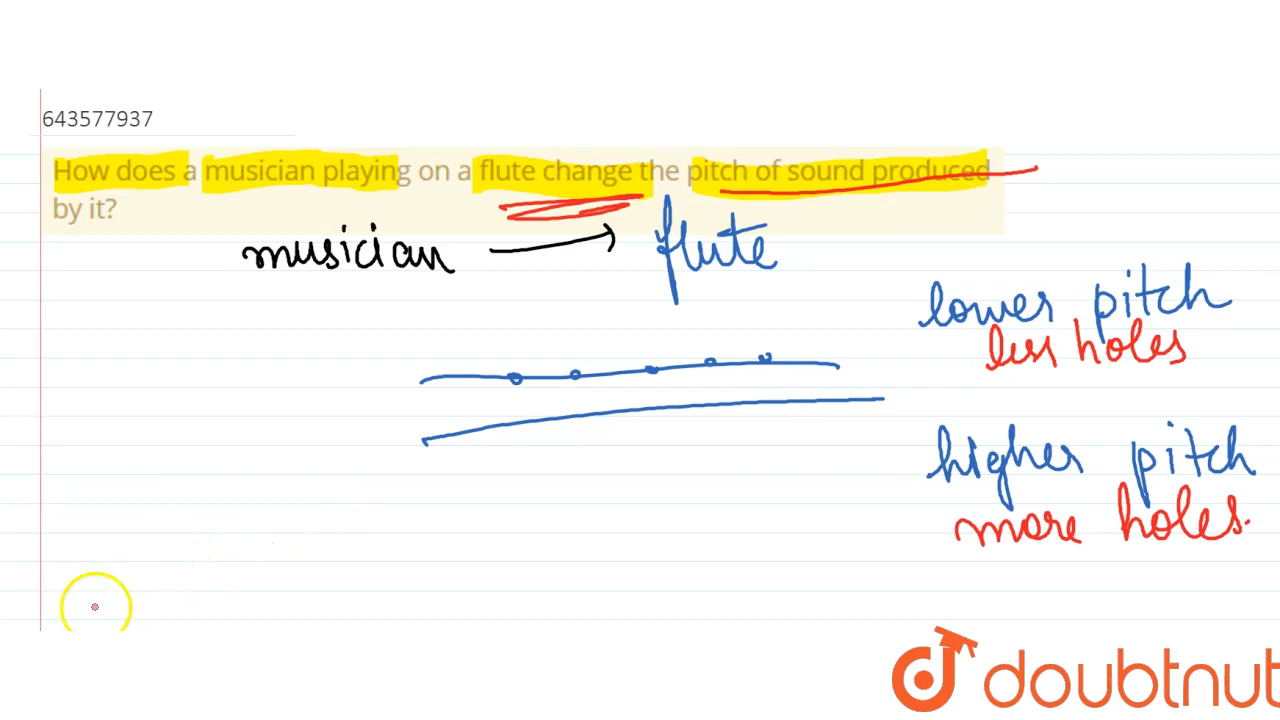 643577937
How does a musician playing on a flute change the pitch of sound produced
by it?
musician → flute
lower pitch
less holes
higher pitch
more holes.
doubtnut